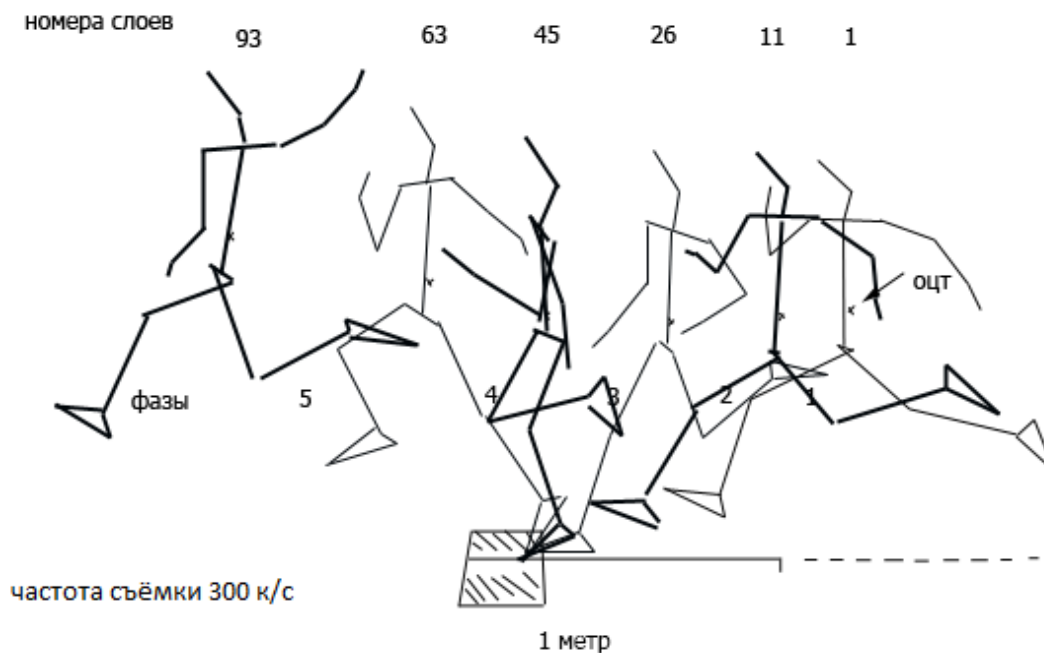 номера слоев
93 63 45 26 11 1
оцт
фазы 5 4 3 2 1
частота съёмки 300 к/с
1 метр